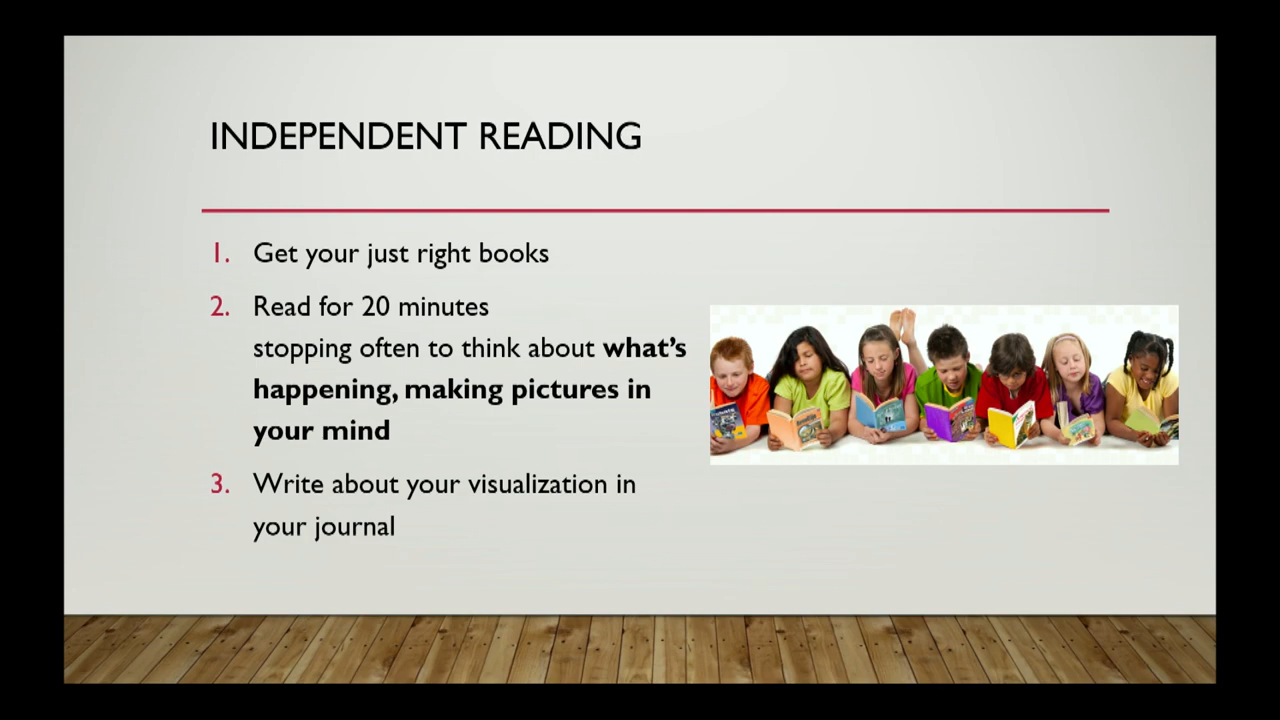 INDEPENDENT READING
1. Get your just right books
2. Read for 20 minutes
stopping often to think about what's
happening, making pictures in
your mind
3. Write about your visualization in
your journal